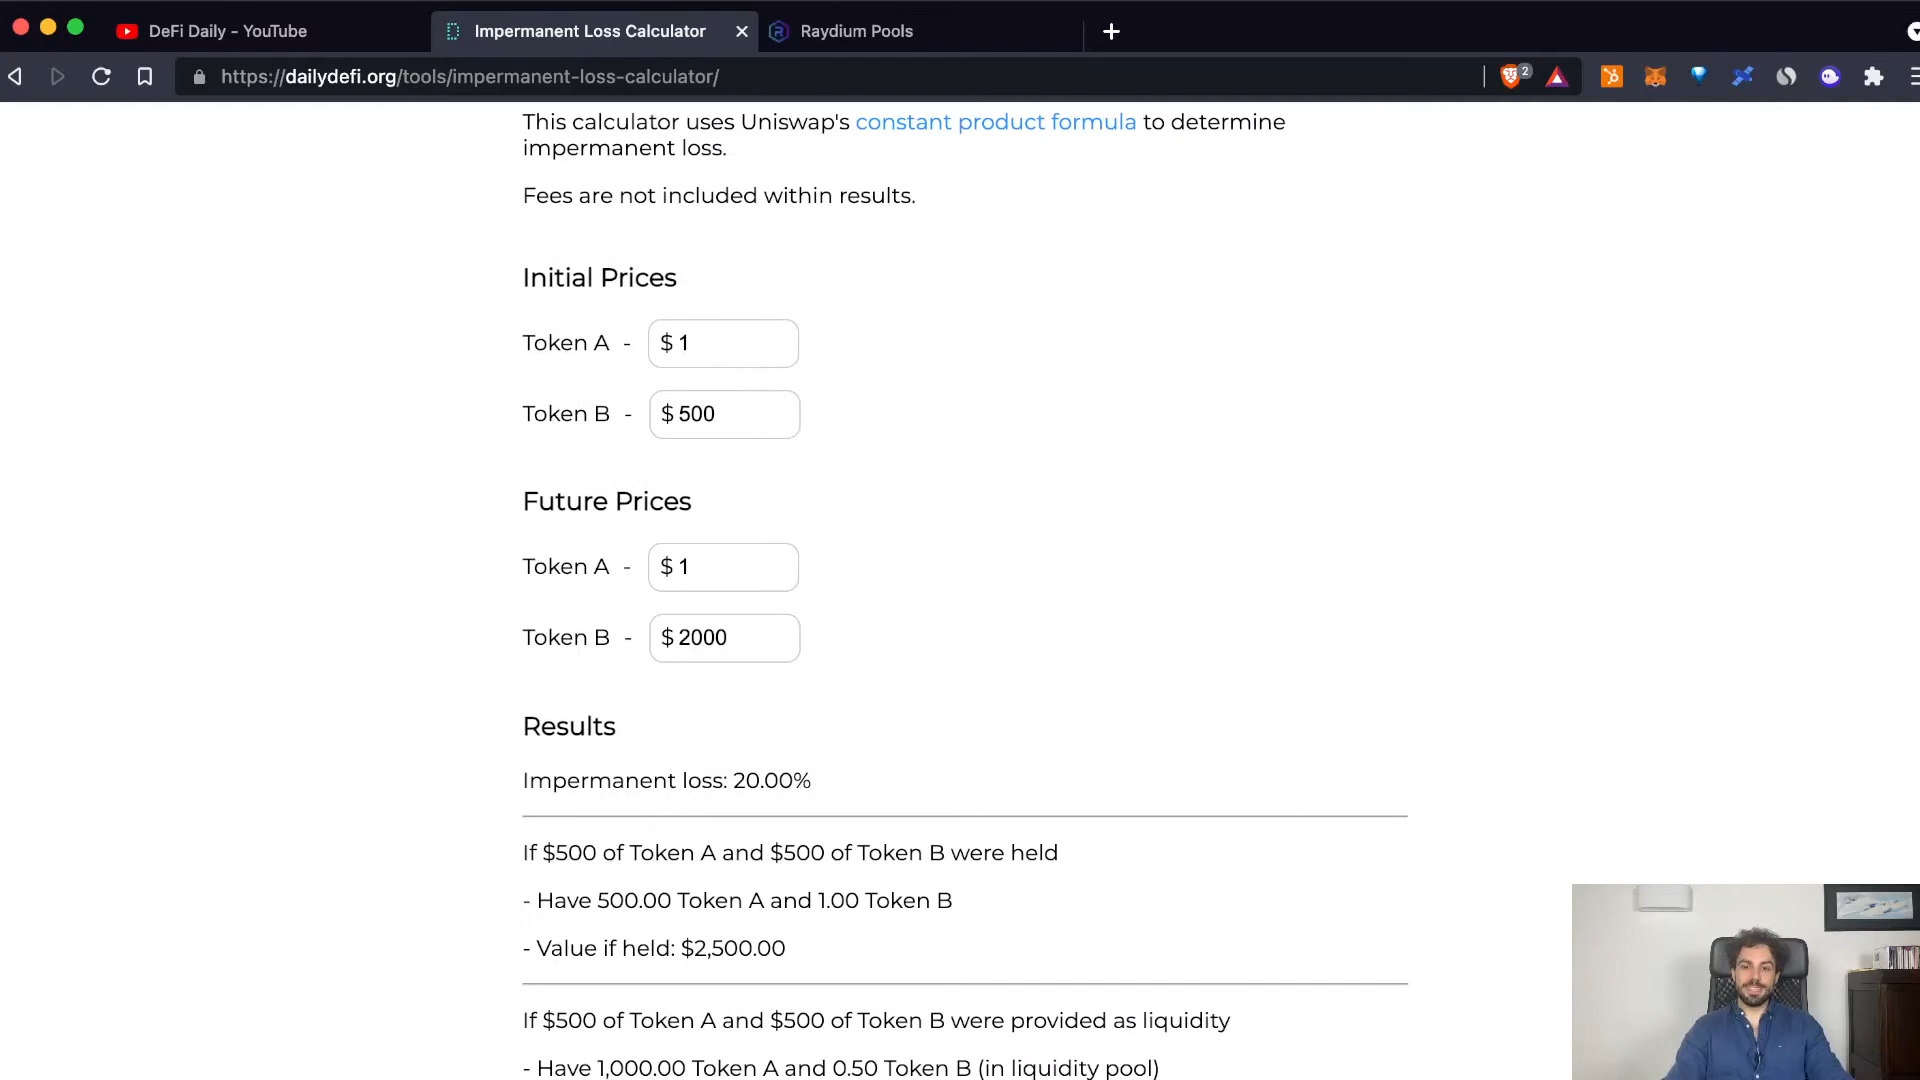 DeFi Daily - YouTube
Impermanent Loss Calculator
Raydium Pools
https://dailydefi.org/tools/impermanent-loss-calculator/
2
This calculator uses Uniswap's constant product formula to determine
impermanent loss.
Fees are not included within results.
Initial Prices
Token A - $ 1
Token B - $ 500
Future Prices
Token A - $ 1
Token B - $ 2000
Results
Impermanent loss: 20.00%
If $500 of Token A and $500 of Token B were held
- Have 500.00 Token A and 1.00 Token B
- Value if held: $2,500.00
If $500 of Token A and $500 of Token B were provided as liquidity
- Have 1,000.00 Token A and 0.50 Token B (in liquidity pool)